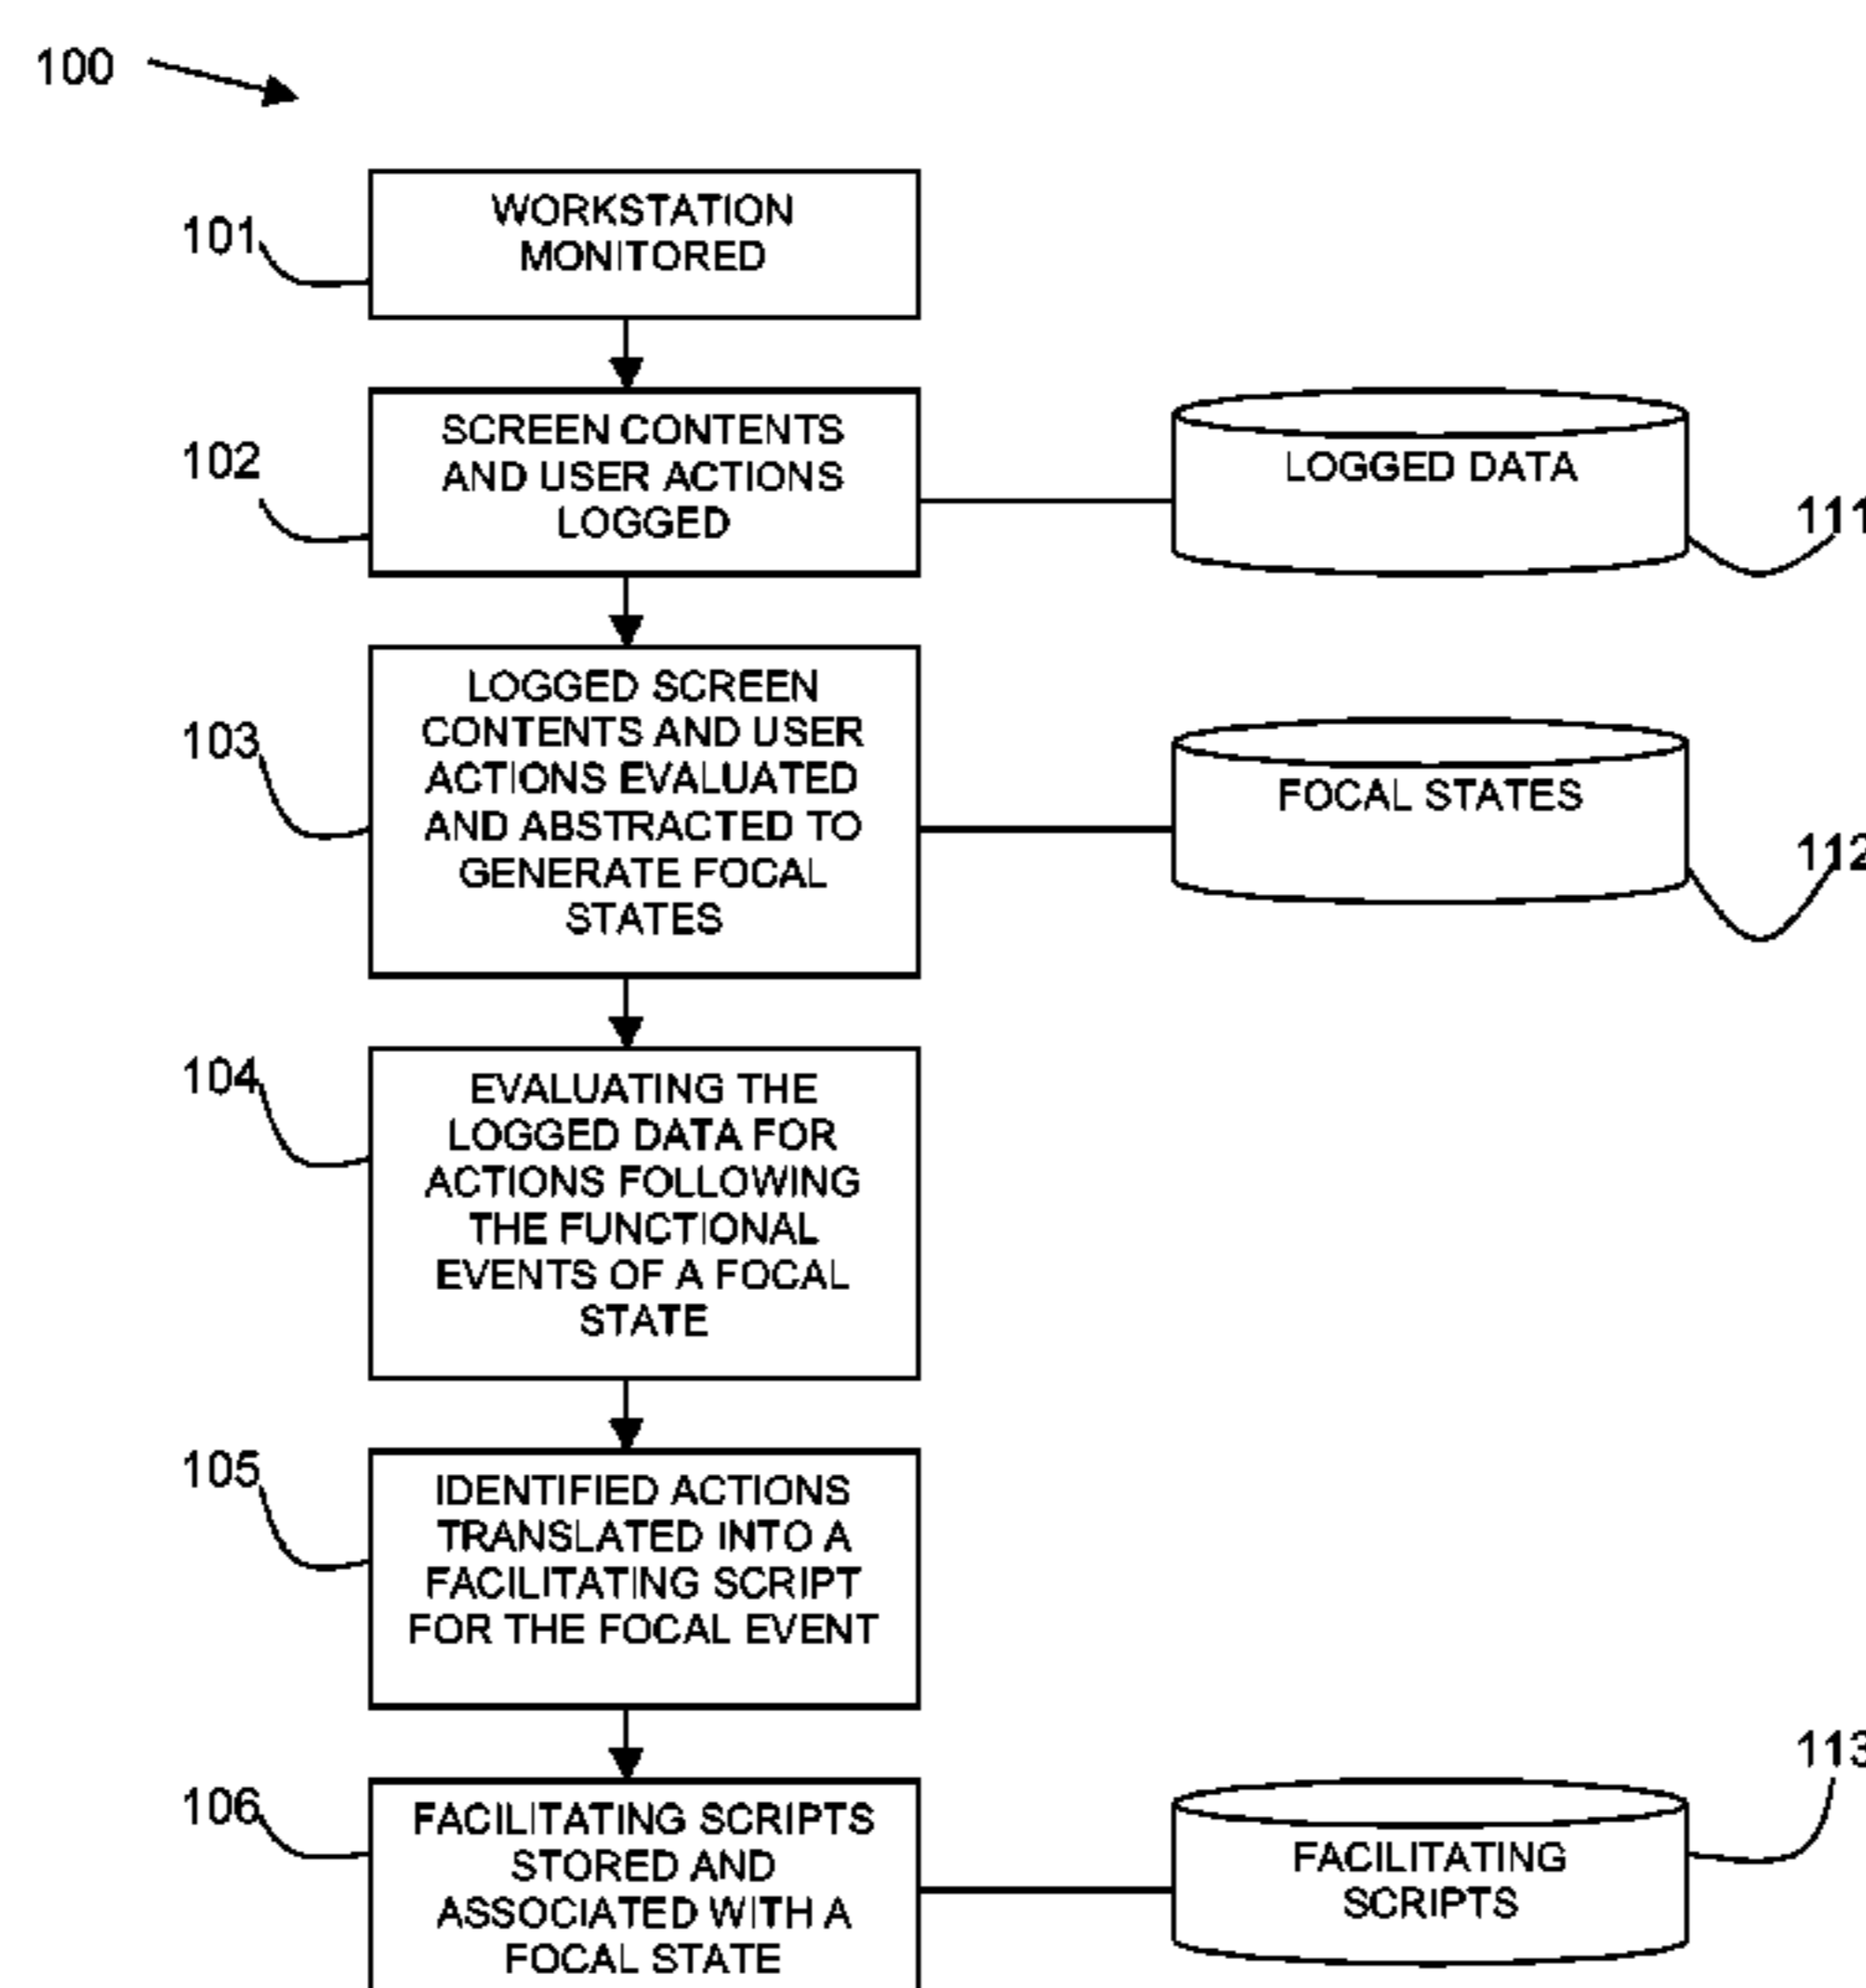 100
101
WORKSTATION
MONITORED
102
SCREEN CONTENTS
AND USER ACTIONS
LOGGED
LOGGED DATA
111
103
LOGGED SCREEN
CONTENTS AND USER
ACTIONS EVALUATED
AND ABSTRACTED TO
GENERATE FOCAL
STATES
FOCAL STATES
112
104
EVALUATING THE
LOGGED DATA FOR
ACTIONS FOLLOWING
THE FUNCTIONAL
EVENTS OF A FOCAL
STATE
105
IDENTIFIED ACTIONS
TRANSLATED INTO A
FACILITATING SCRIPT
FOR THE FOCAL EVENT
106
FACILITATING SCRIPTS
STORED AND
ASSOCIATED WITH A
FOCAL STATE
FACILITATING
SCRIPTS
113